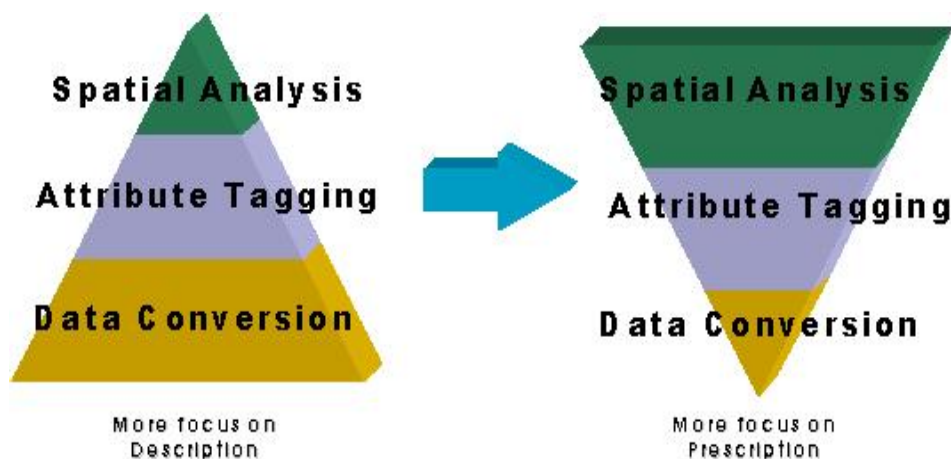 Spatial Analysis
Attribute Tagging
Data Conversion
More focus on
Description
Spatial Analysis
Attribute Tagging
Data Conversion
More focus on
Prescription